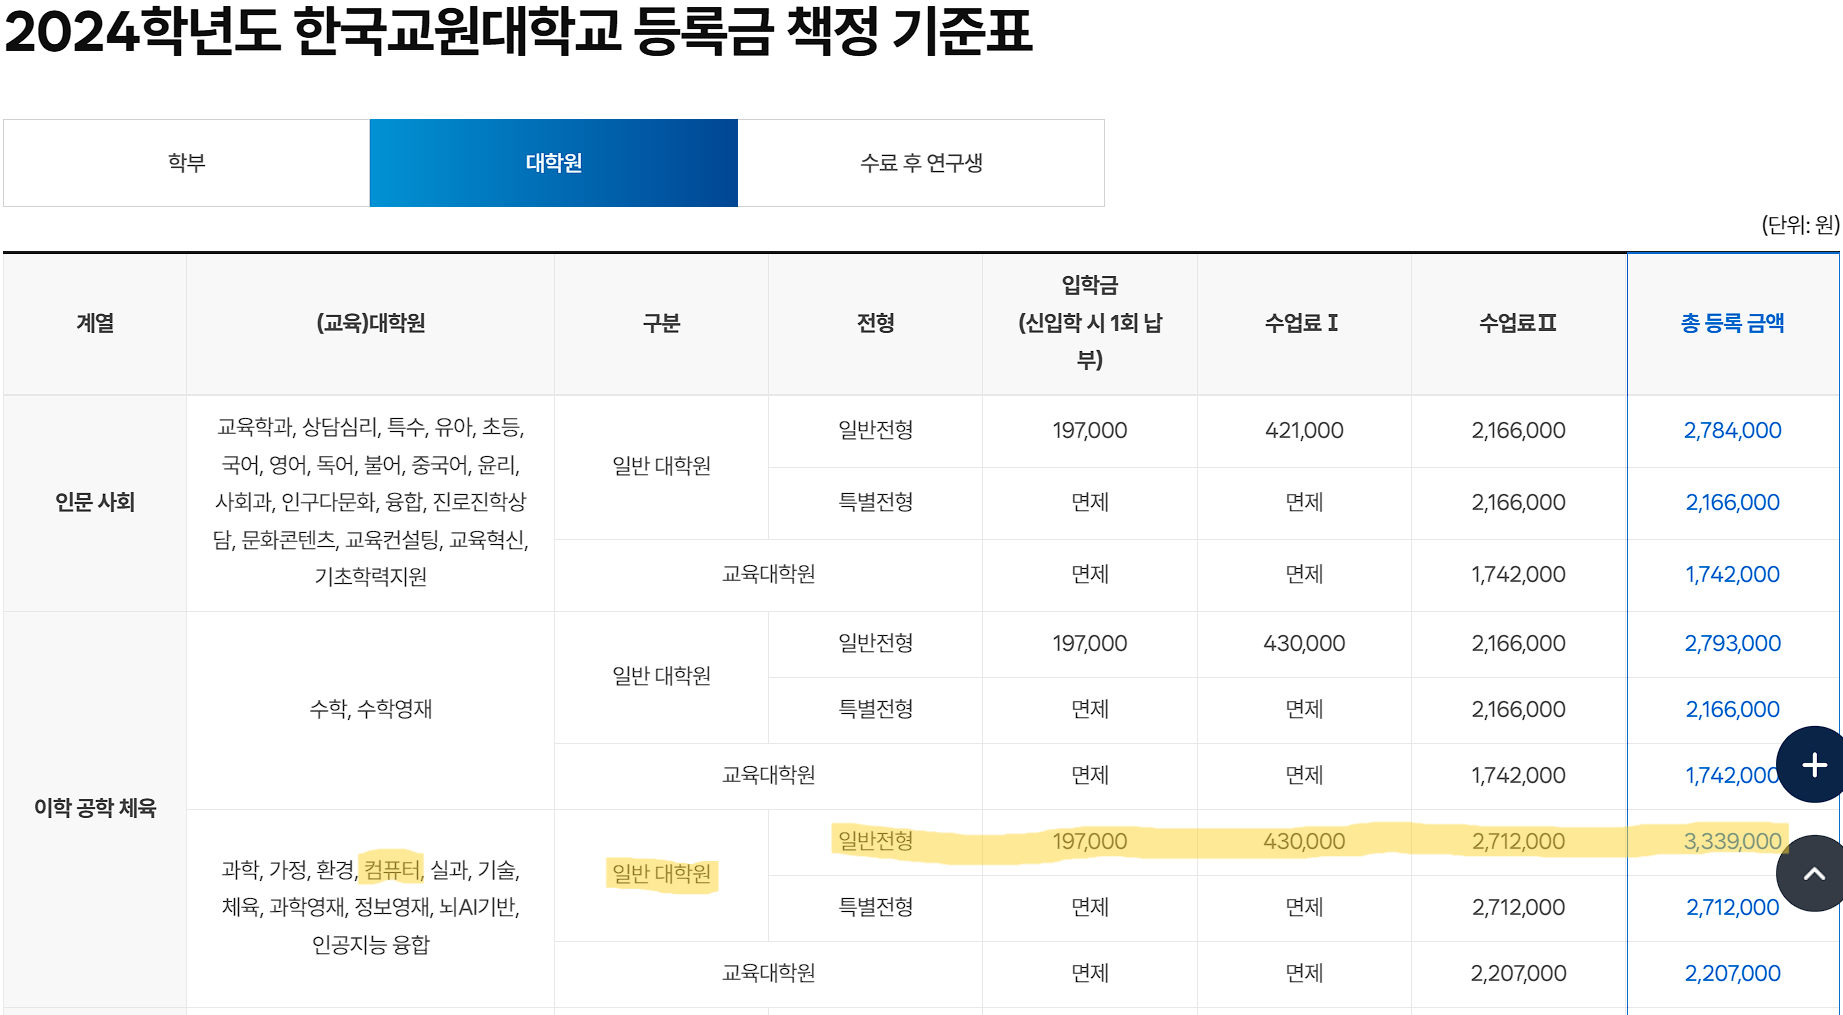 2024학년도 한국교원대학교 등록금 책정 기준표
학부
대학원
수료 후 연구생
(단위: 원)
계열
(교육)대학원
구분
전형
입학금
(신입학 시 1회 납
부)
수업료 I
수업료 II
총 등록 금액
인문 사회
교육학과, 상담심리, 특수, 유아, 초등,
국어, 영어, 독어, 불어, 중국어, 윤리,
사회과, 인구다문화, 융합, 진로진학상
담, 문화콘텐츠, 교육컨설팅, 교육혁신,
기초학력지원
일반 대학원
일반전형 197,000 421,000 2,166,000 2,784,000
특별전형 면제 면제 2,166,000 2,166,000
교육대학원 면제 면제 1,742,000 1,742,000
이학 공학 체육
수학, 수학영재
일반 대학원
일반전형 197,000 430,000 2,166,000 2,793,000
특별전형 면제 면제 2,166,000 2,166,000
교육대학원 면제 면제 1,742,000 1,742,000
과학, 가정, 환경, 컴퓨터, 실과, 기술,
체육, 과학영재, 정보영재, 뇌AI기반,
인공지능 융합
일반 대학원
일반전형 197,000 430,000 2,712,000 3,339,000
특별전형 면제 면제 2,712,000 2,712,000
교육대학원 면제 면제 2,207,000 2,207,000